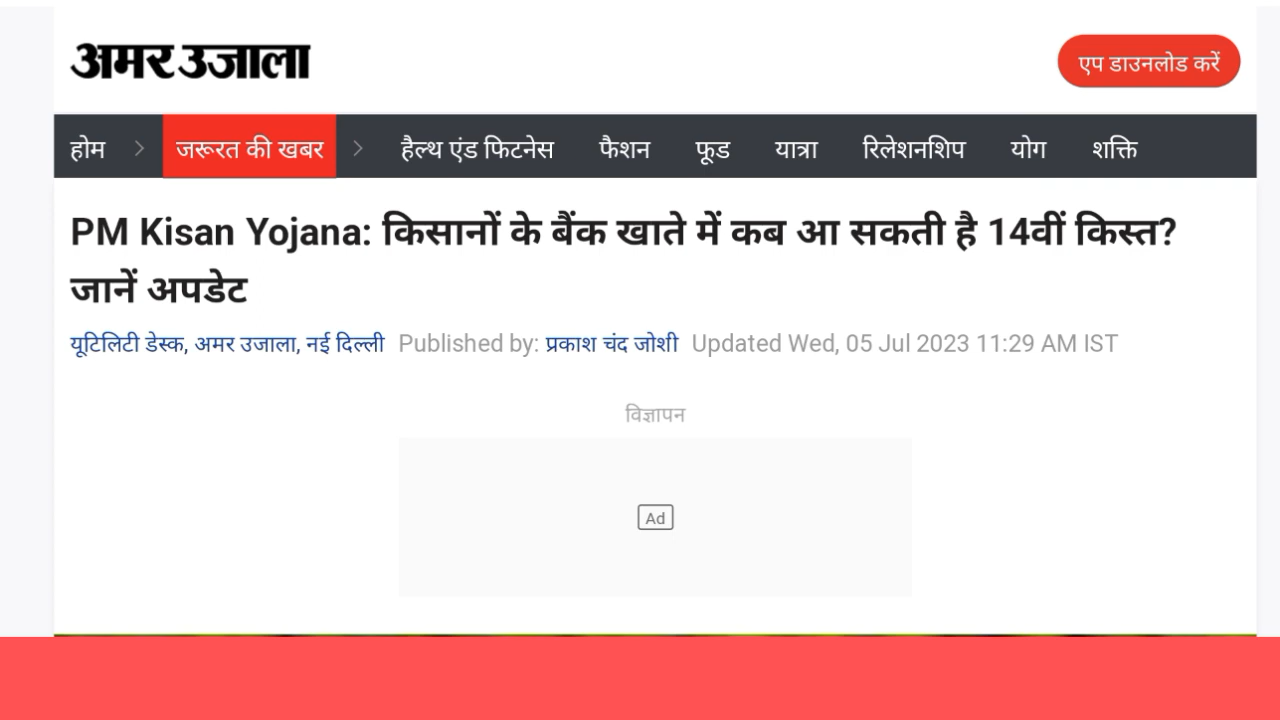 अमर उजाला
एप डाउनलोड करें
होम > जरूरत की खबर > हैल्थ एंड फिटनेस फैशन फूड यात्रा रिलेशनशिप योग शक्ति
PM Kisan Yojana: किसानों के बैंक खाते में कब आ सकती है 14वीं किस्त?
जानें अपडेट
यूटिलिटी डेस्क, अमर उजाला, नई दिल्ली Published by: प्रकाश चंद जोशी Updated Wed, 05 Jul 2023 11:29 AM IST
विज्ञापन
Ad